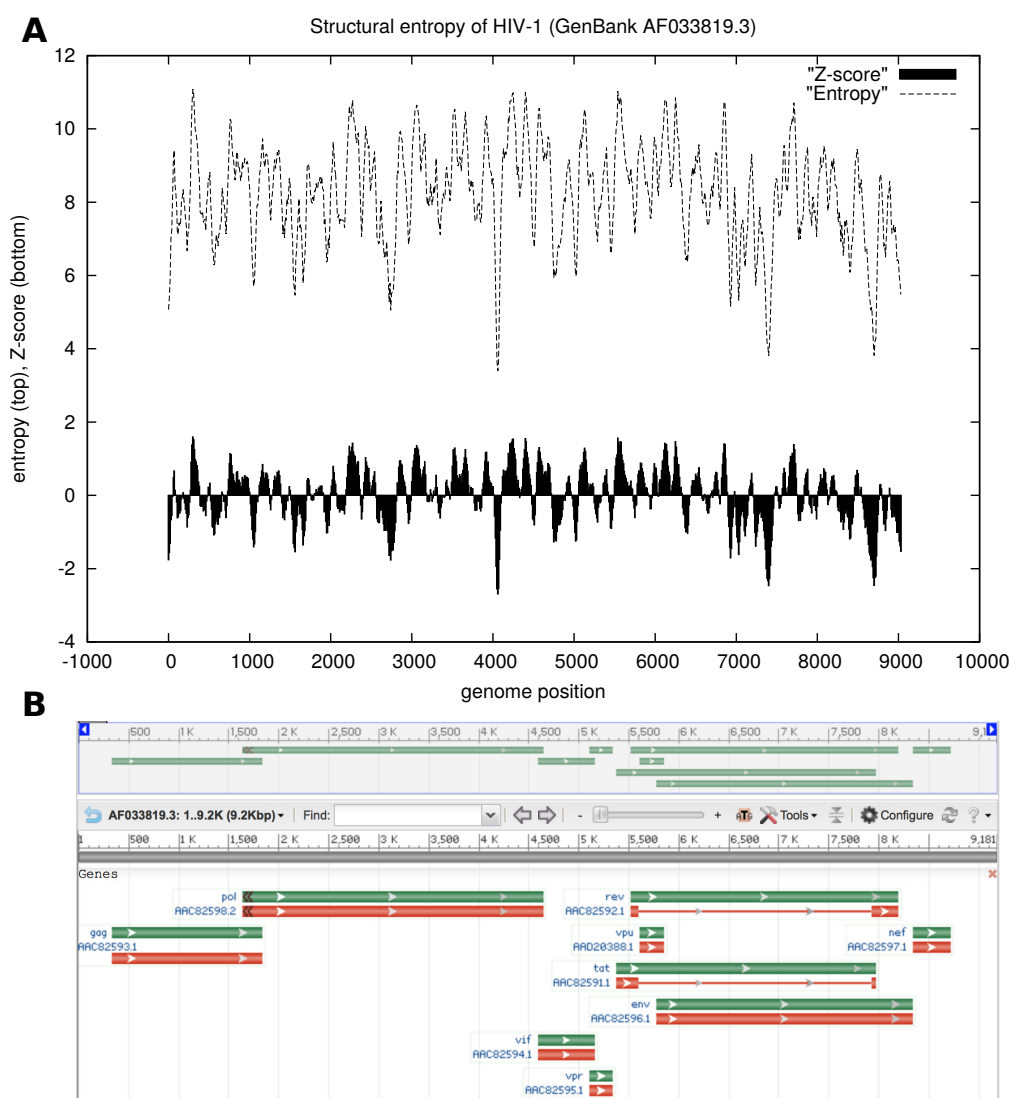 A
Structural entropy of HIV-1 (GenBank AF033819.3)
"Z-score"
"Entropy"
entropy (top), Z-score (bottom)
12
10
8
6
4
2
0
-2
-4
-1000 0 1000 2000 3000 4000 5000 6000 7000 8000 9000 10000
genome position
B
500 1 K 1,500 2 K 2,500 3 K 3,500 4 K 4,500 5 K 5,500 6 K 6,500 7 K 7,500 8 K 9,1
AF033819.3: 1..9.2K (9.2Kbp) Find: - + ATG Tools Configure ?
1 500 1 K 1,500 2 K 2,500 3 K 3,500 4 K 4,500 5 K 5,500 6 K 6,500 7 K 7,500 8 K 9,181
Genes
pol rev
AAC82598.2 AAC82592.1
gag vpu nef
AAC82593.1 AAD20388.1 AAC82597.1
tat
AAC82591.1
env
AAC82596.1
vif
AAC82594.1
vpr
AAC82595.1